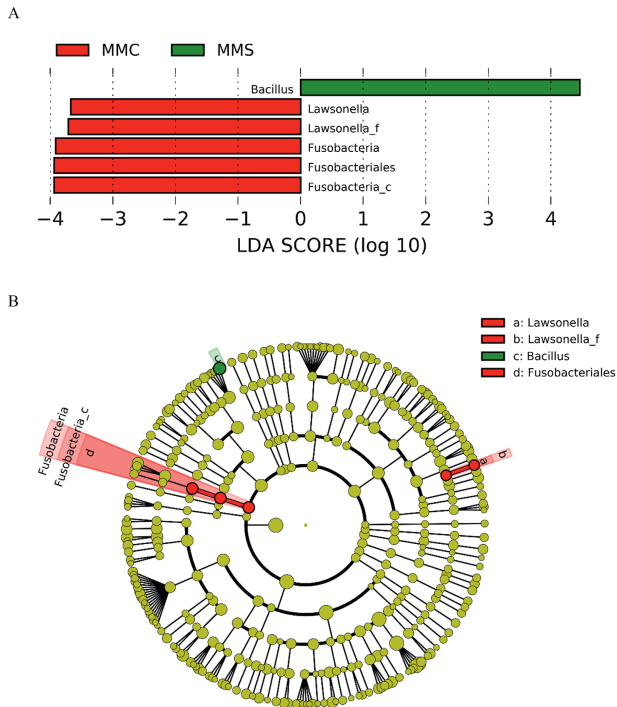 A
MMC MMS
Bacillus
Lawsonella
Lawsonella_f
Fusobacteria
Fusobacteriales
Fusobacteria_c
−4 −3 −2 −1 0 1 2 3 4
LDA SCORE (log 10)
B
a: Lawsonella
b: Lawsonella_f
c: Bacillus
d: Fusobacteriales
c
Fusobacteria
Fusobacteria_c
d
a
b